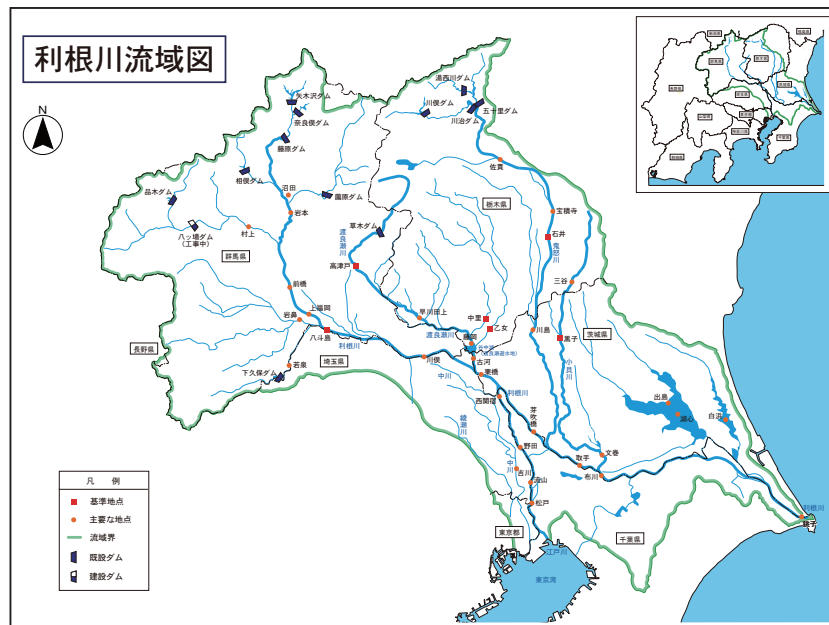 利根川流域図
N
湯西川ダム
矢木沢ダム
川俣ダム
五十里ダム
奈良俣ダム
川治ダム
藤原ダム
佐貫
相俣ダム
沼田
薗原ダム
品木ダム
栃木県
岩本
宝積寺
草木ダム
八ッ場ダム
(工事中)
村上
渡良瀬川
石井
鬼怒川
群馬県
高津戸
三谷
前橋
上福岡
岩鼻
早川田上
中里
乙女
八斗島
川島
黒子
茨城県
渡良瀬川
藤岡
利根川
長野県
埼玉県
川俣
古河
下久保ダム
若泉
中川
栗橋
小貝川
西関宿
利根川
芽吹橋
出島
湖心
白浜
綾瀬川
野田
文巻
取手
中川
吉川
布川
流山
松戸
利根川
銚子
東京都
千葉県
江戸川
東京湾
凡 例
基準地点
主要な地点
流域界
既設ダム
建設ダム